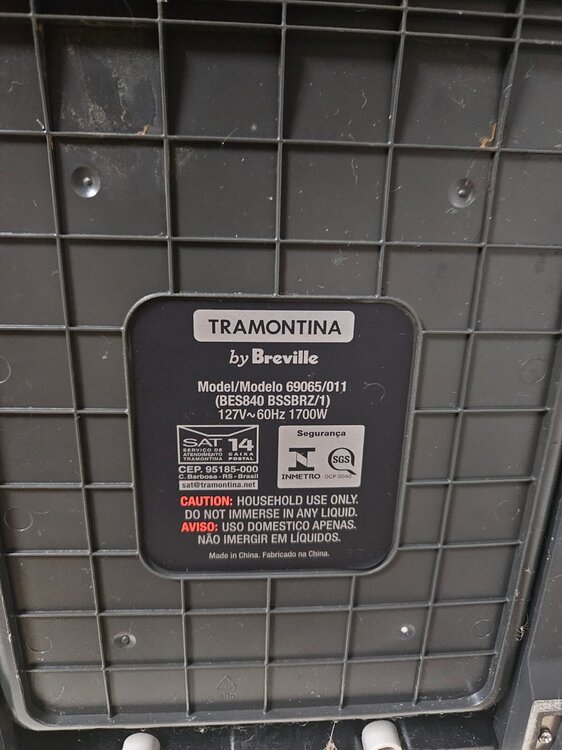 TRAMONTINA
by Breville
Model/Modelo 69065/011
(BES840 BSSBRZ/1)
127V~60Hz 1700W
SAT 14
SERVIÇO DE ATENDIMENTO TRAMONTINA CAIXA POSTAL
CEP. 95185-000
C. Barbosa - RS - Brasil
sat@tramontina.net
Segurança
SGS
INMETRO OCP 0040
CAUTION: HOUSEHOLD USE ONLY.
DO NOT IMMERSE IN ANY LIQUID.
AVISO: USO DOMESTICO APENAS.
NÃO IMERGIR EM LÍQUIDOS.
Made in China. Fabricado na China.